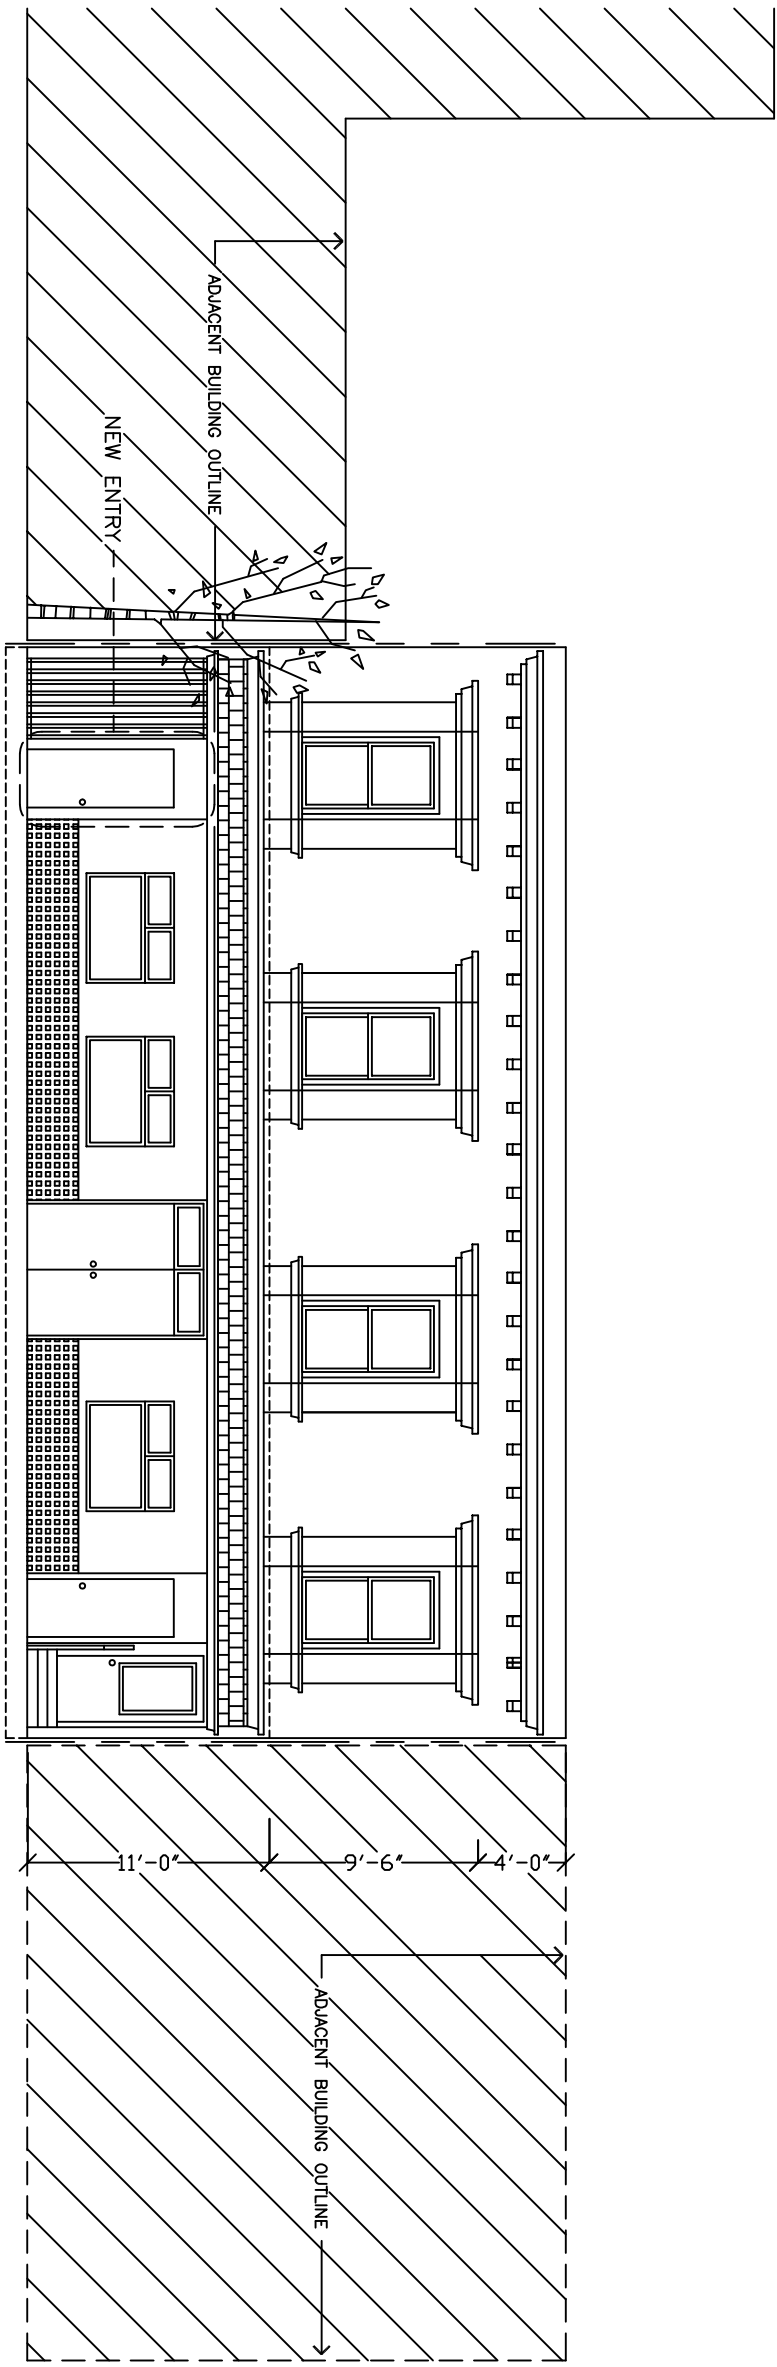 ADJACENT BUILDING OUTLINE
NEW ENTRY
11'-0"
9'-6"
4'-0"
ADJACENT BUILDING OUTLINE